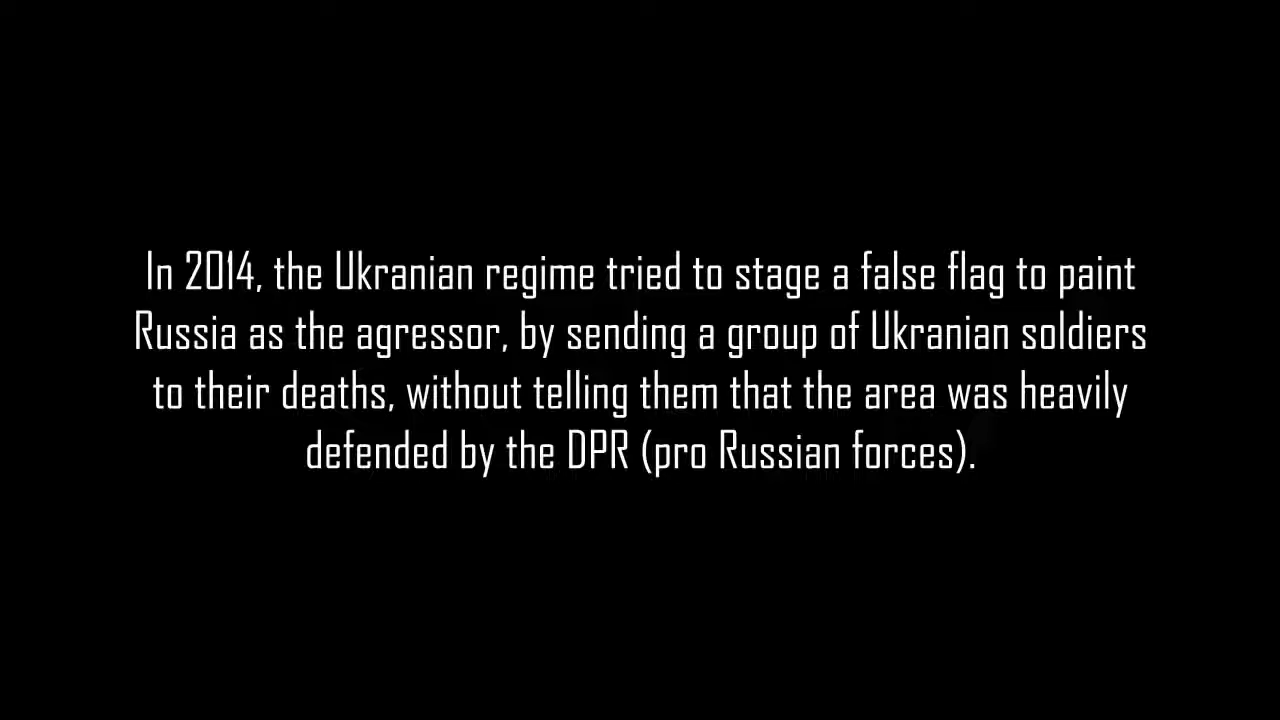 In 2014, the Ukranian regime tried to stage a false flag to paint
Russia as the agressor, by sending a group of Ukranian soldiers
to their deaths, without telling them that the area was heavily
defended by the DPR (pro Russian forces).